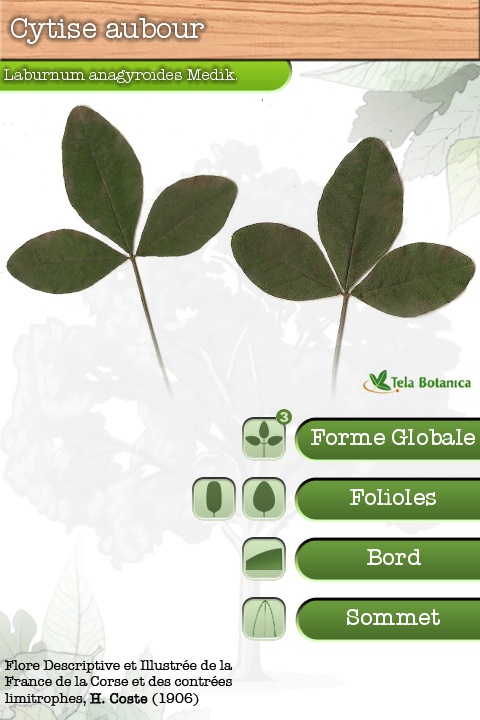 Cytise aubour
Laburnum anagyroides Medik.
Tela Botanica
3
Forme Globale
Folioles
Bord
Sommet
Flore Descriptive et Illustrée de la
France de la Corse et des contrées
limitrophes, H. Coste (1906)